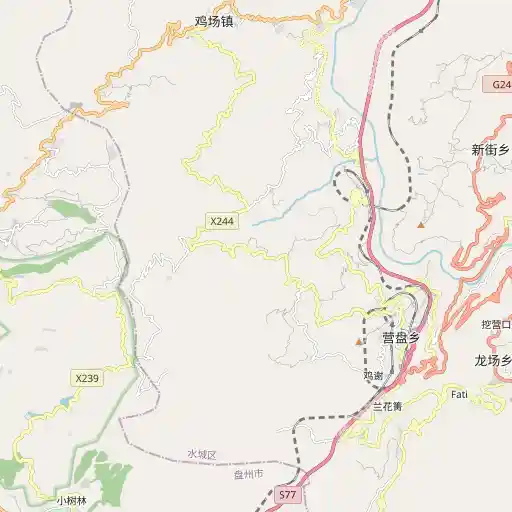 鸡场镇
G24
新街乡
X244
挖营口
营盘乡
龙场乡
鸡谢
X239
Fati
兰花箐
水城区
盘州市
S77
小树林